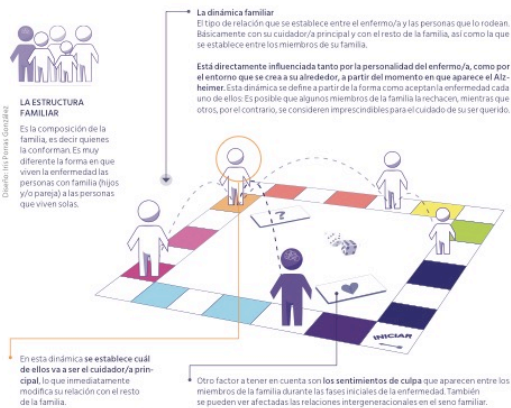 La dinámica familiar
El tipo de relación que se establece entre el enfermo/a y las personas que lo rodean.
Básicamente con su cuidador/a principal y con el resto de la familia, así como la que
se establece entre los miembros de su familia.
Está directamente influenciada tanto por la personalidad del enfermo/a, como por
el entorno que se crea a su alrededor, a partir del momento en que aparece el Alz-
heimer. Esta dinámica se define a partir de la forma como aceptan la enfermedad cada
uno de ellos: Es posible que algunos miembros de la familia la rechacen, mientras que
otros, por el contrario, se consideren imprescindibles para el cuidado de su ser querido.
LA ESTRUCTURA
FAMILIAR
Es la composición de la
familia, es decir quienes
la conforman. Es muy
diferente la forma en que
viven la enfermedad las
personas con familia (hijos
y/o pareja) a las personas
que viven solas.
Diseño: Iris Porras González
?
INICIAR
En esta dinámica se establece cuál
de ellos va a ser el cuidador/a prin-
cipal, lo que inmediatamente
modifica su relación con el resto
de la familia.
Otro factor a tener en cuenta son los sentimientos de culpa que aparecen entre los
miembros de la familia durante las fases iniciales de la enfermedad. También
se pueden ver afectadas las relaciones intergeneracionales en el seno familiar.